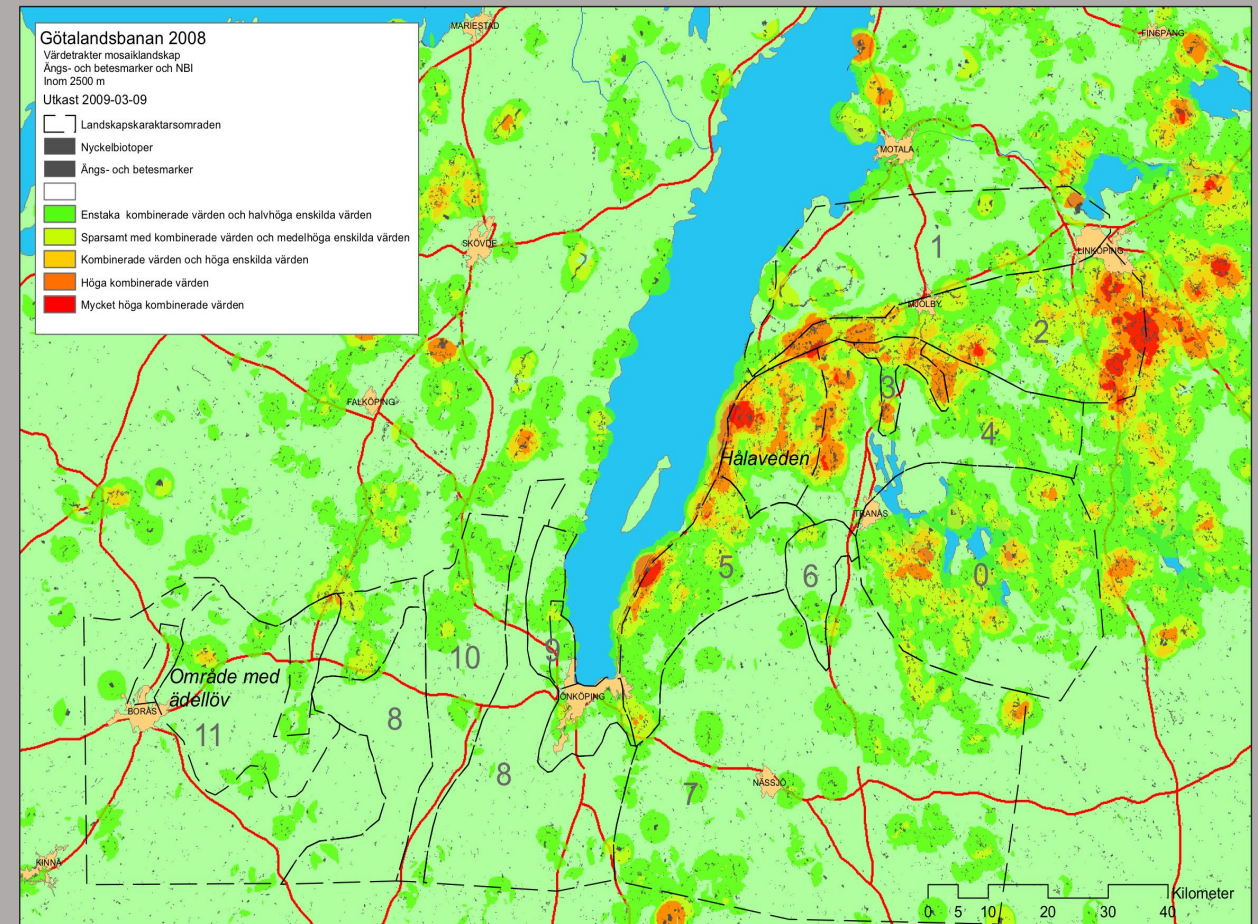 Götalandsbanan 2008
Värdetrakter mosaiklandskap
Ängs- och betesmarker och NBI
Inom 2500 m
Utkast 2009-03-09
Landskapskaraktarsomraden
Nyckelbiotoper
Ängs- och betesmarker
Enstaka kombinerade värden och halvhöga enskilda värden
Sparsamt med kombinerade värden och medelhöga enskilda värden
Kombinerade värden och höga enskilda värden
Höga kombinerade värden
Mycket höga kombinerade värden
MARIESTAD
FINSPÅNG
MOTALA
SKÖVDE
1
LINKÖPING
MJÖLBY
2
3
FALKÖPING
4
Hålaveden
TRANÅS
5
6
0
9
10
Område med
ädellöv
JÖNKÖPING
BORÅS
8
11
8
7
NÄSSJÖ
KINNA
Kilometer
0 5 10 20 30 40